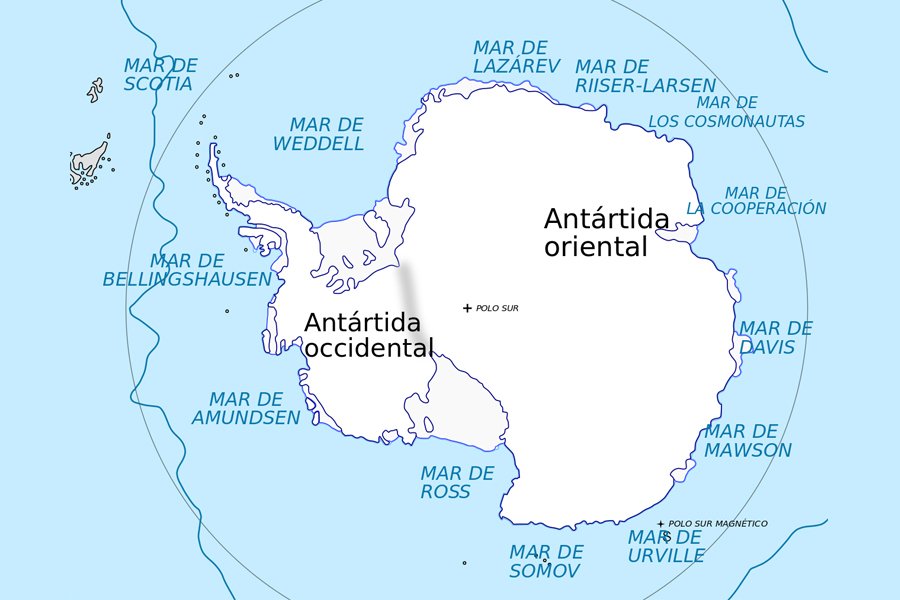 MAR DE
LAZÁREV
MAR DE
RIISER-LARSEN
MAR DE
SCOTIA
MAR DE
LOS COSMONAUTAS
MAR DE
WEDDELL
MAR DE
LA COOPERACIÓN
Antártida
oriental
MAR DE
BELLINGSHAUSEN
POLO SUR
Antártida
occidental
MAR DE
DAVIS
MAR DE
AMUNDSEN
MAR DE
MAWSON
MAR DE
ROSS
POLO SUR MAGNÉTICO
MAR DE
URVILLE
MAR DE
SOMOV